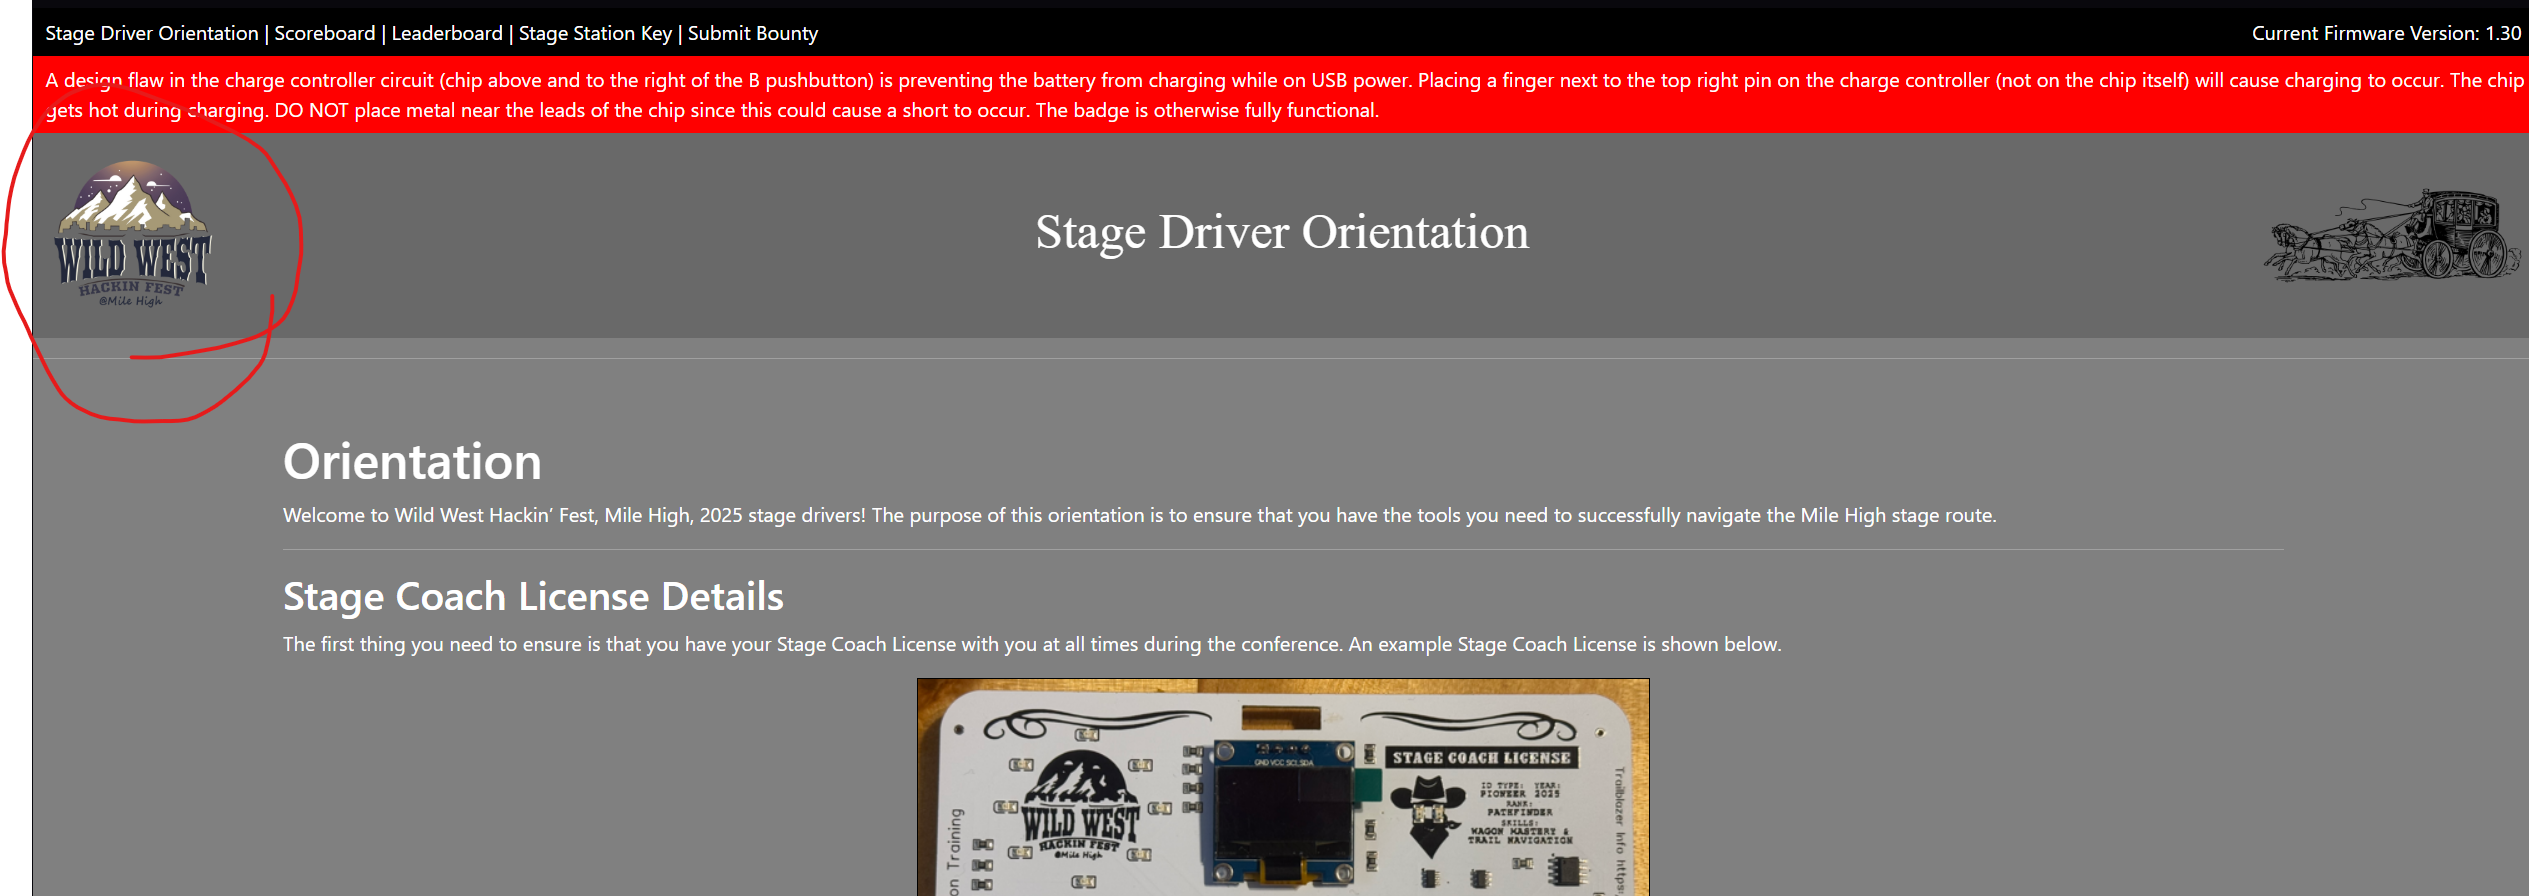 Stage Driver Orientation | Scoreboard | Leaderboard | Stage Station Key | Submit Bounty
Current Firmware Version: 1.30
A design flaw in the charge controller circuit (chip above and to the right of the B pushbutton) is preventing the battery from charging while on USB power. Placing a finger next to the top right pin on the charge controller (not on the chip itself) will cause charging to occur. The chip
gets hot during charging. DO NOT place metal near the leads of the chip since this could cause a short to occur. The badge is otherwise fully functional.
WILD WEST
HACKIN FEST
@Mile High
Stage Driver Orientation
Orientation
Welcome to Wild West Hackin’ Fest, Mile High, 2025 stage drivers! The purpose of this orientation is to ensure that you have the tools you need to successfully navigate the Mile High stage route.
Stage Coach License Details
The first thing you need to ensure is that you have your Stage Coach License with you at all times during the conference. An example Stage Coach License is shown below.
on Training
WILD WEST
HACKIN FEST
@Mile High
GND VCC SCL SDA
STAGE COACH LICENSE
ID TYPE: YEAR:
PIONEER 2025
RANK:
PATHFINDER
SKILLS:
WAGON MASTERY &
TRAIL NAVIGATION
Trailblazer Info https: